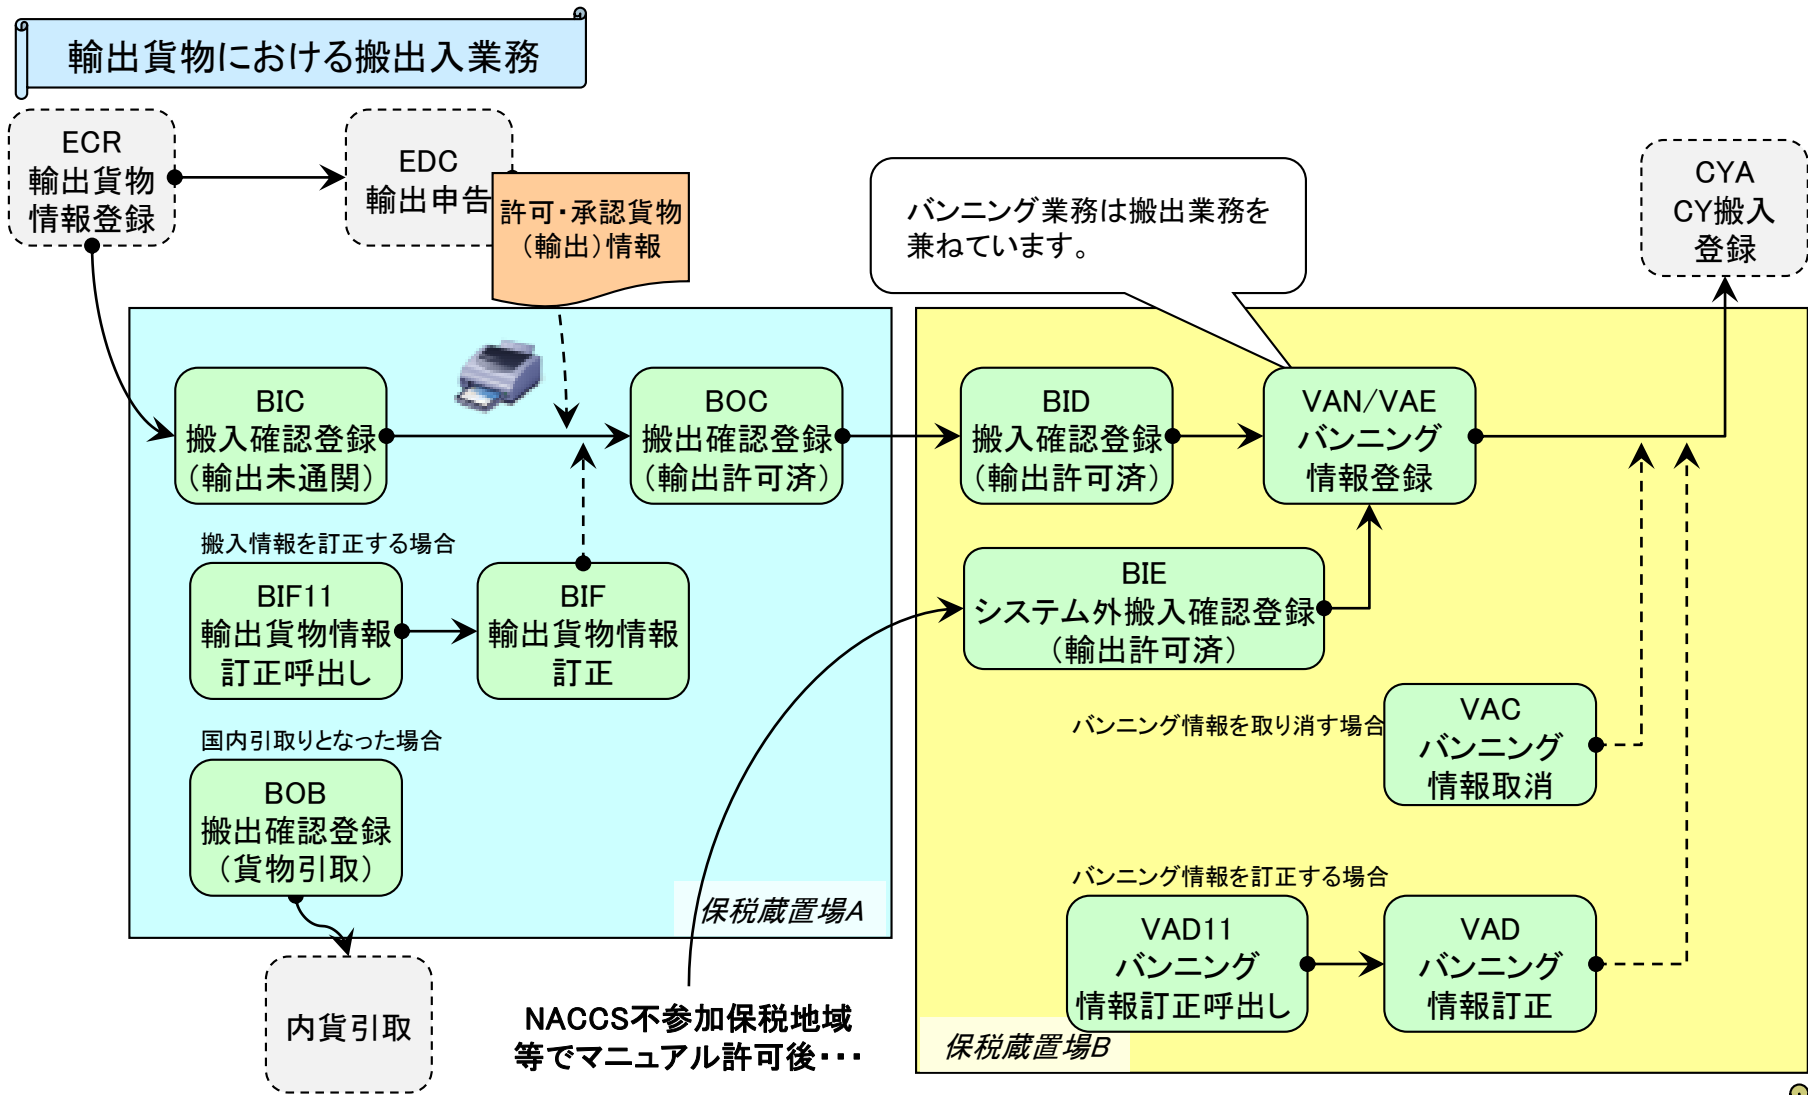 輸出貨物における搬出入業務
ECR
輸出貨物
情報登録
EDC
輸出申告
許可・承認貨物
（輸出）情報
バンニング業務は搬出業務を
兼ねています。
CYA
CY搬入
登録
BIC
搬入確認登録
（輸出未通関）
BOC
搬出確認登録
（輸出許可済）
BID
搬入確認登録
（輸出許可済）
VAN/VAE
バンニング
情報登録
搬入情報を訂正する場合
BIF11
輸出貨物情報
訂正呼出し
BIF
輸出貨物情報
訂正
BIE
システム外搬入確認登録
（輸出許可済）
国内引取りとなった場合
BOB
搬出確認登録
（貨物引取）
保税蔵置場A
バンニング情報を取り消す場合
VAC
バンニング
情報取消
バンニング情報を訂正する場合
VAD11
バンニング
情報訂正呼出し
VAD
バンニング
情報訂正
保税蔵置場B
内貨引取
NACCS不参加保税地域
等でマニュアル許可後・・・